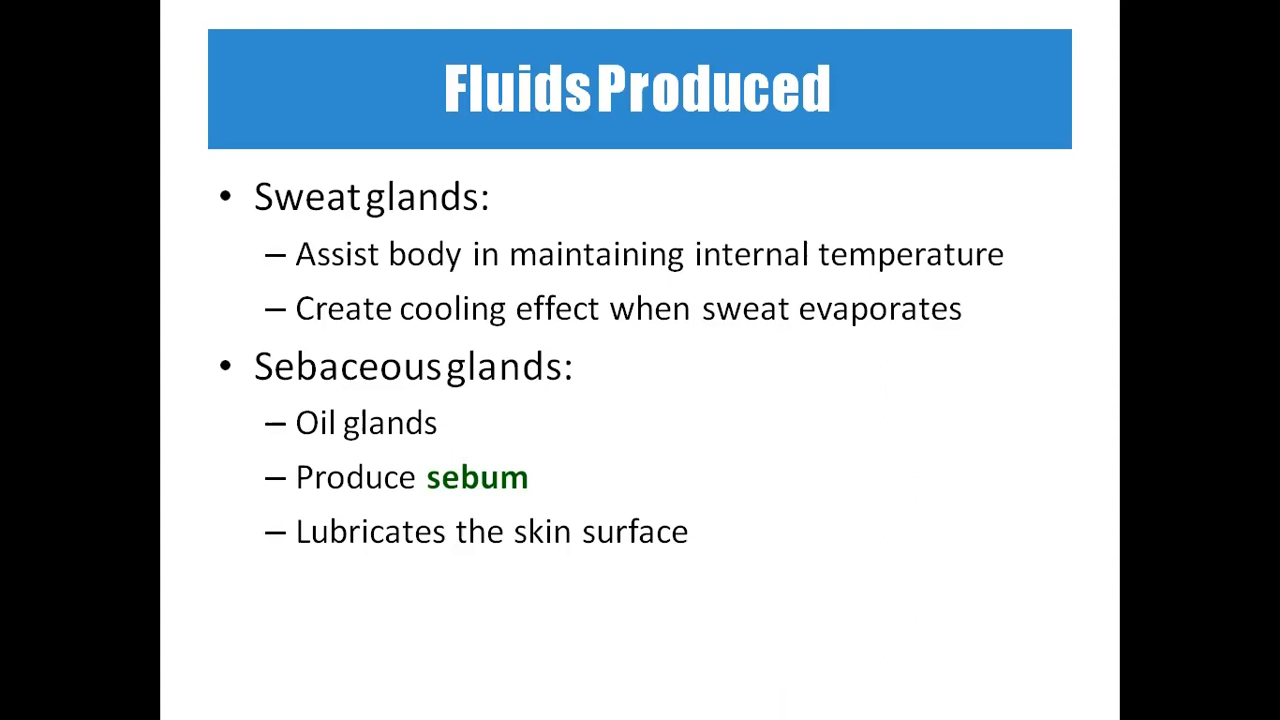 Fluids Produced
• Sweat glands:
– Assist body in maintaining internal temperature
– Create cooling effect when sweat evaporates
• Sebaceous glands:
– Oil glands
– Produce sebum
– Lubricates the skin surface